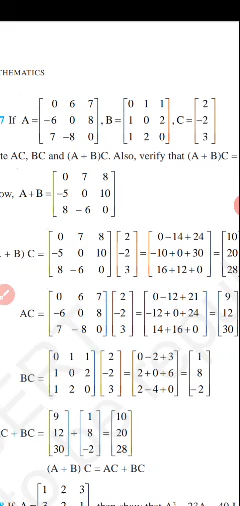 THEMATICS
7 If A = [0 6 7; -6 0 8; 7 -8 0], B = [0 1 1; 1 0 2; 1 2 0], C = [2; -2; 3]
te AC, BC and (A + B)C. Also, verify that (A + B)C =
ow, A + B = [0 7 8; -5 0 10; 8 -6 0]
. + B) C = [0 7 8; -5 0 10; 8 -6 0] [2; -2; 3] = [0-14+24; -10+0+30; 16+12+0] = [10; 20; 28]
AC = [0 6 7; -6 0 8; 7 -8 0] [2; -2; 3] = [0-12+21; -12+0+24; 14+16+0] = [9; 12; 30]
BC = [0 1 1; 1 0 2; 1 2 0] [2; -2; 3] = [0-2+3; 2+0+6; 2-4+0] = [1; 8; -2]
C + BC = [9; 12; 30] + [1; 8; -2] = [10; 20; 28]
(A + B) C = AC + BC
1 2 3